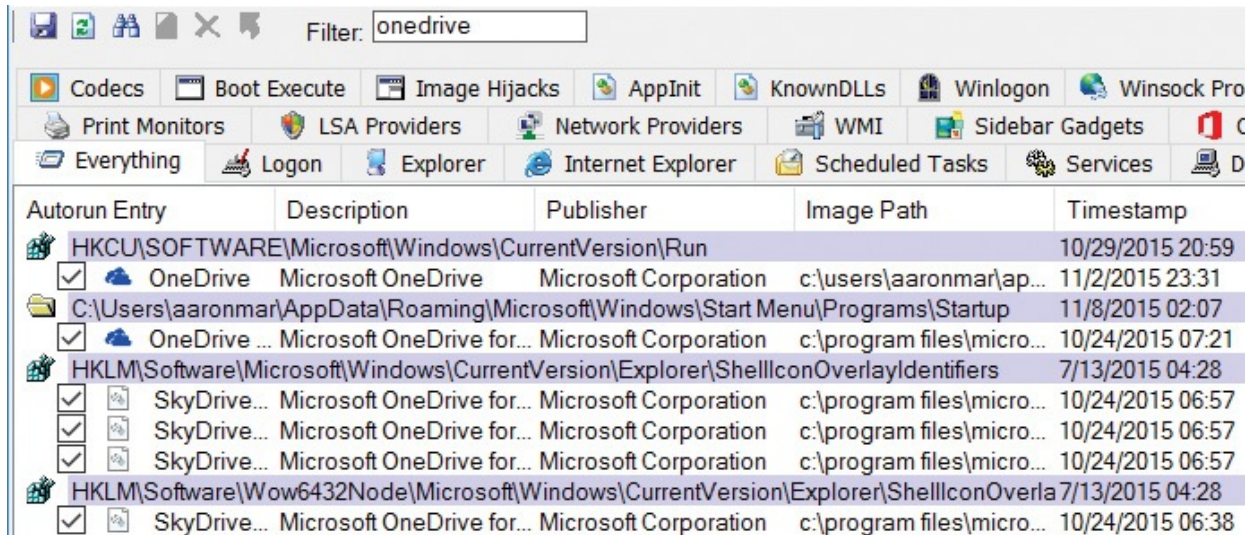 Filter: onedrive
Codecs Boot Execute Image Hijacks AppInit KnownDLLs Winlogon Winsock Pro
Print Monitors LSA Providers Network Providers WMI Sidebar Gadgets
Everything Logon Explorer Internet Explorer Scheduled Tasks Services D
Autorun Entry Description Publisher Image Path Timestamp
HKCU\SOFTWARE\Microsoft\Windows\CurrentVersion\Run 10/29/2015 20:59
OneDrive Microsoft OneDrive Microsoft Corporation c:\users\aaronmar\ap... 11/2/2015 23:31
C:\Users\aaronmar\AppData\Roaming\Microsoft\Windows\Start Menu\Programs\Startup 11/8/2015 02:07
OneDrive ... Microsoft OneDrive for... Microsoft Corporation c:\program files\micro... 10/24/2015 07:21
HKLM\Software\Microsoft\Windows\CurrentVersion\Explorer\ShellIconOverlayIdentifiers 7/13/2015 04:28
SkyDrive... Microsoft OneDrive for... Microsoft Corporation c:\program files\micro... 10/24/2015 06:57
SkyDrive... Microsoft OneDrive for... Microsoft Corporation c:\program files\micro... 10/24/2015 06:57
SkyDrive... Microsoft OneDrive for... Microsoft Corporation c:\program files\micro... 10/24/2015 06:57
HKLM\Software\Wow6432Node\Microsoft\Windows\CurrentVersion\Explorer\ShellIconOverla 7/13/2015 04:28
SkyDrive... Microsoft OneDrive for... Microsoft Corporation c:\program files\micro... 10/24/2015 06:38